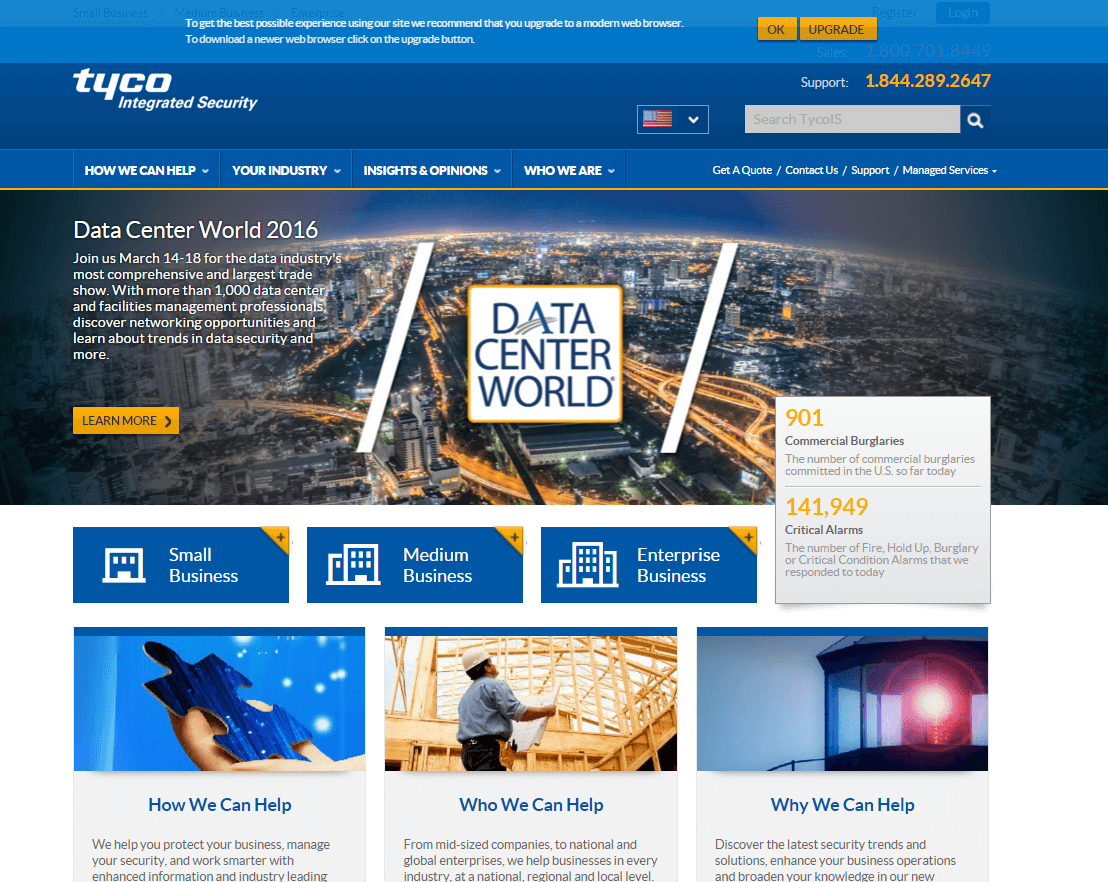 Small Business / Medium Business / Enterprise
Register Login
To get the best possible experience using our site we recommend that you upgrade to a modern web browser.
To download a newer web browser click on the upgrade button.
OK UPGRADE
Sales: 1.800.701.8449
Support: 1.844.289.2647
tyco
Integrated Security
Search TycoIS
HOW WE CAN HELP YOUR INDUSTRY INSIGHTS & OPINIONS WHO WE ARE
Get A Quote / Contact Us / Support / Managed Services
Data Center World 2016
Join us March 14-18 for the data industry's
most comprehensive and largest trade
show. With more than 1,000 data center
and facilities management professionals,
discover networking opportunities and
learn about trends in data security and
more.
LEARN MORE
DATA
CENTER
WORLD®
901
Commercial Burglaries
The number of commercial burglaries
committed in the U.S. so far today
141,949
Critical Alarms
The number of Fire, Hold Up, Burglary
or Critical Condition Alarms that we
responded to today
Small
Business
Medium
Business
Enterprise
Business
How We Can Help
We help you protect your business, manage
your security, and work smarter with
enhanced information and industry leading
Who We Can Help
From mid-sized companies, to national and
global enterprises, we help businesses in every
industry, at a national, regional and local level.
Why We Can Help
Discover the latest security trends and
solutions, enhance your business operations
and broaden your knowledge in our new